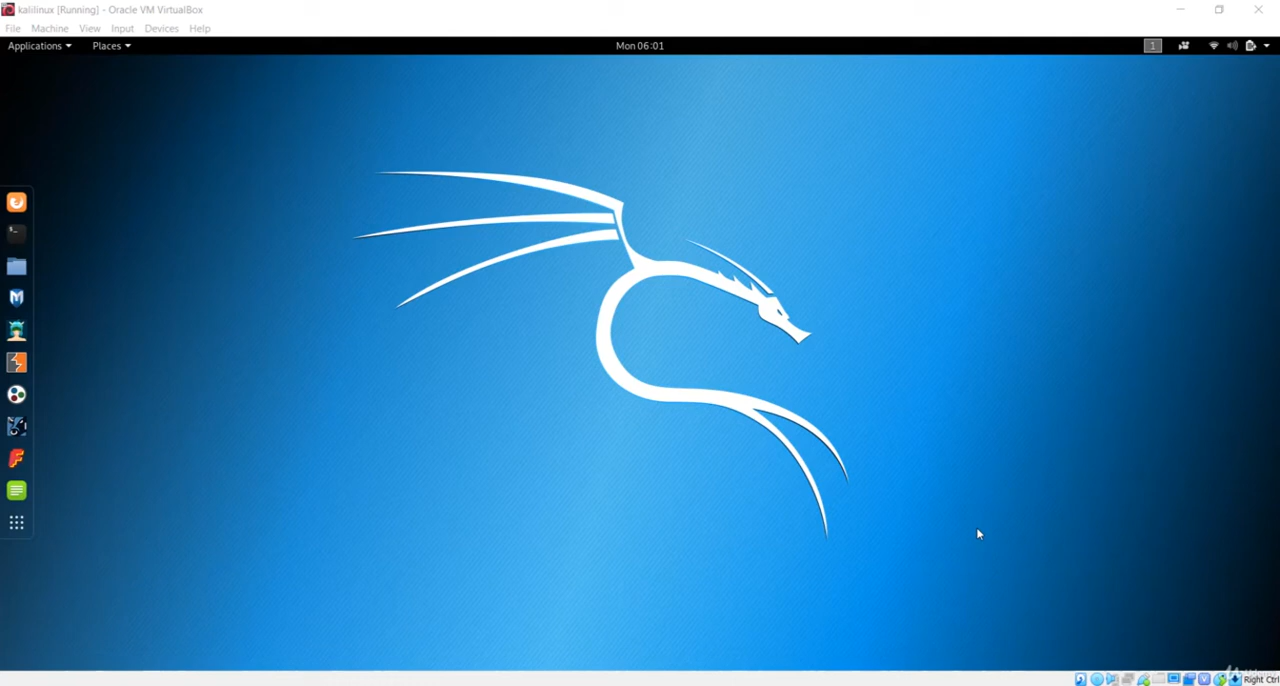 kalilinux [Running] - Oracle VM VirtualBox
File Machine View Input Devices Help
Applications Places Mon 06:01 1
Right Ctrl